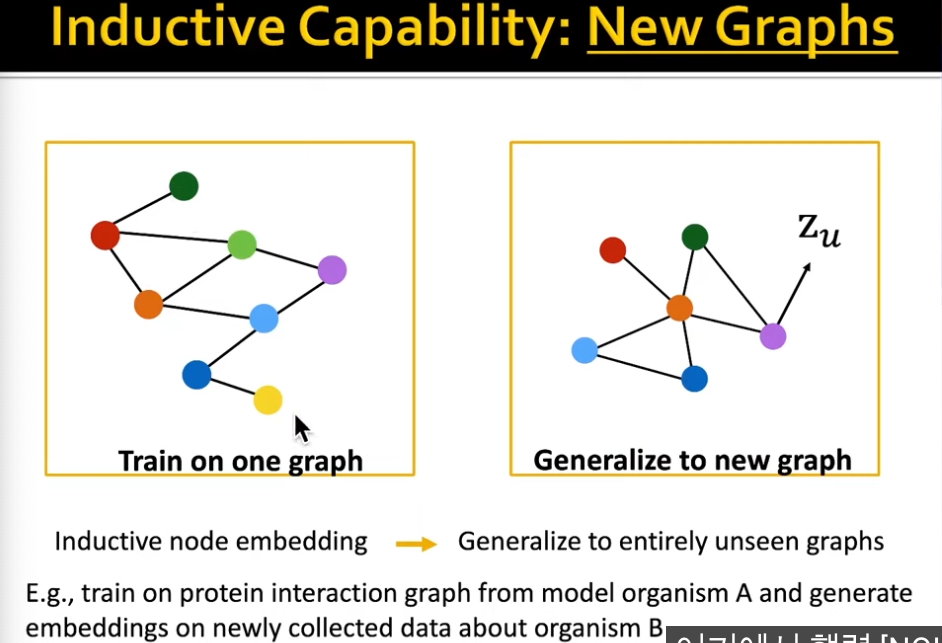 Inductive Capability: New Graphs
Z_u
Train on one graph
Generalize to new graph
Inductive node embedding → Generalize to entirely unseen graphs
E.g., train on protein interaction graph from model organism A and generate
embeddings on newly collected data about organism B